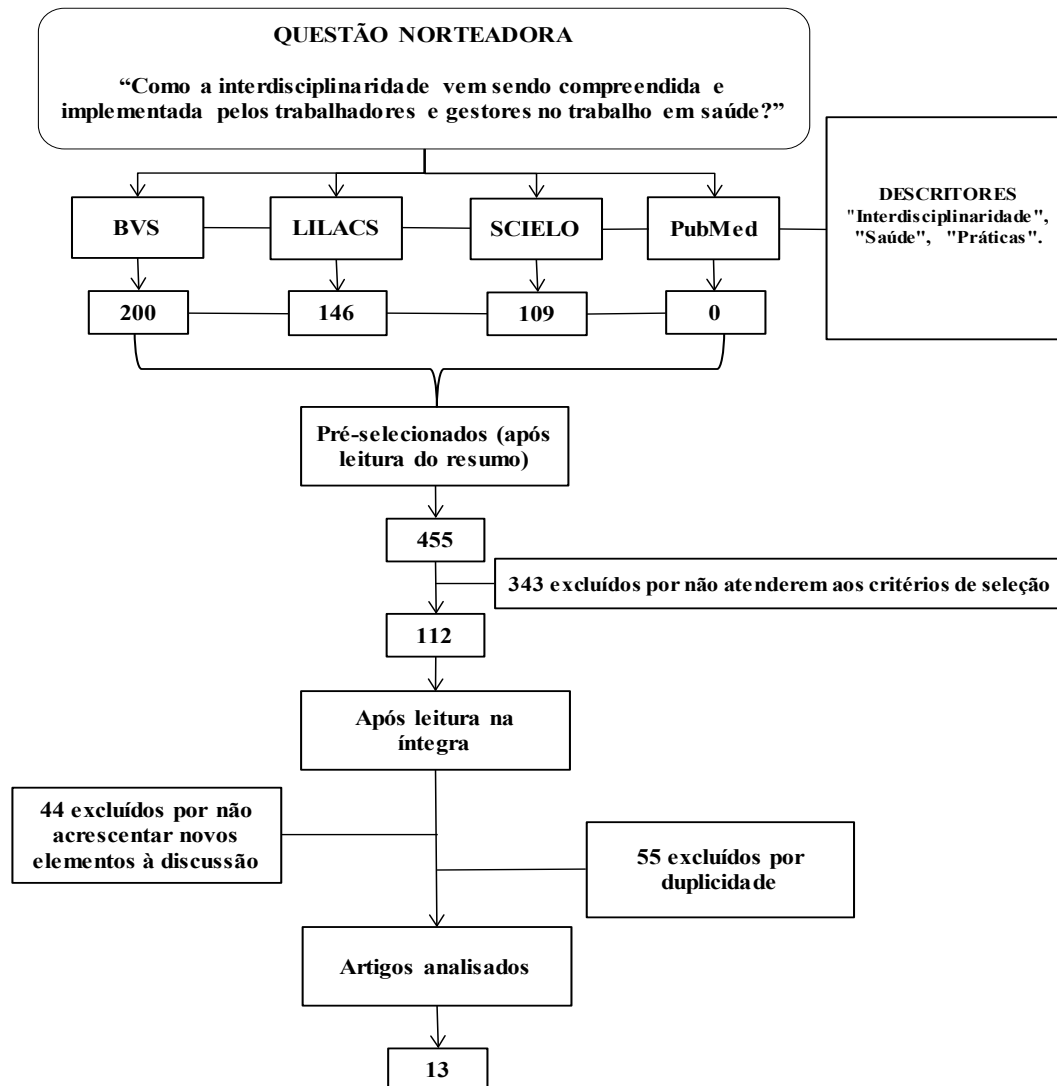 QUESTÃO NORTEADORA
“Como a interdisciplinaridade vem sendo compreendida e
implementada pelos trabalhadores e gestores no trabalho em saúde?”
BVS
LILACS
SCIELO
PubMed
DESCRITORES
"Interdisciplinaridade",
"Saúde", "Práticas".
200
146
109
0
Pré-selecionados (após
leitura do resumo)
455
343 excluídos por não atenderem aos critérios de seleção
112
Após leitura na
íntegra
44 excluídos por não
acrescentar novos
elementos à discussão
55 excluídos por
duplicidade
Artigos analisados
13